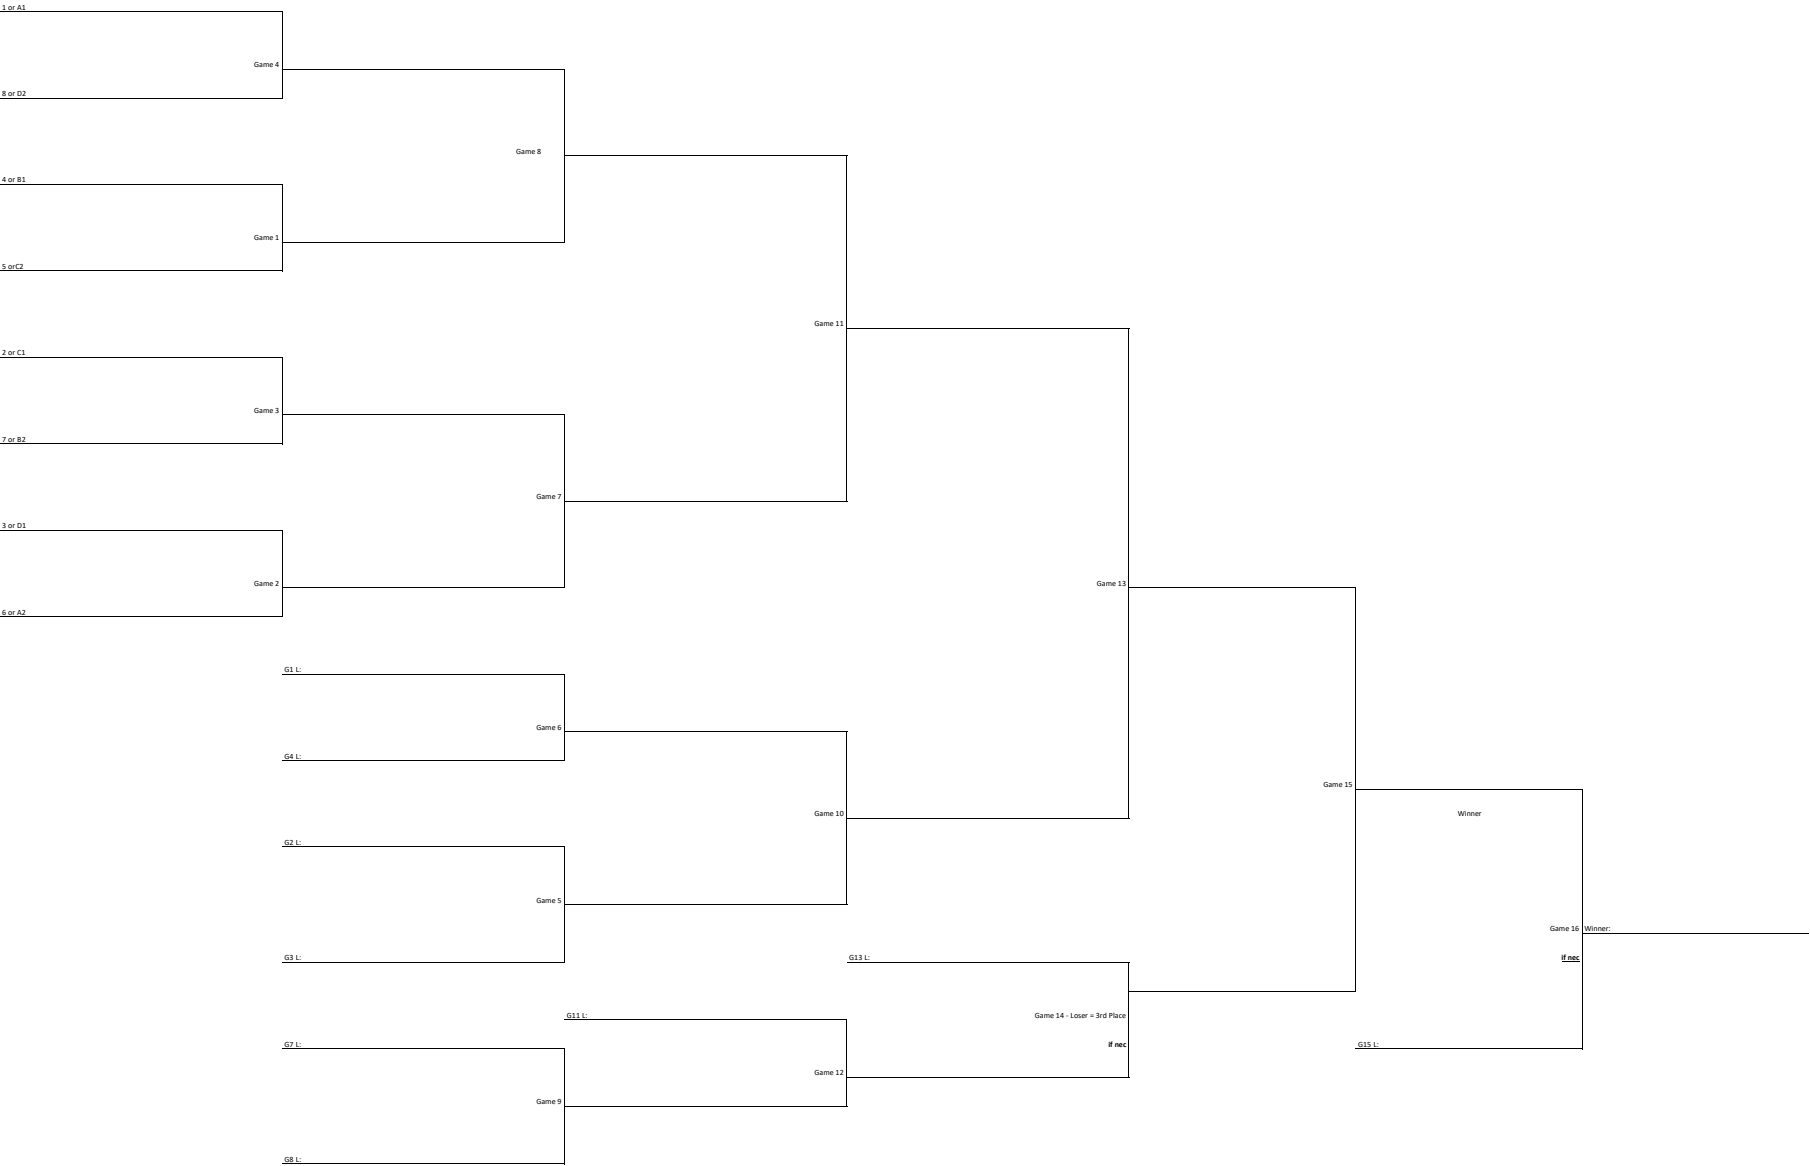 1 or A1
Game 4
8 or D2
Game 8
4 or B1
Game 1
5 orC2
Game 11
2 or C1
Game 3
7 or B2
Game 7
3 or D1
Game 2
6 or A2
Game 13
G1 L:
Game 6
G4 L:
Game 15
Winner
Game 10
G2 L:
Game 5
G3 L:
Game 16 Winner:
if nec
G13 L:
Game 14 - Loser = 3rd Place
if nec
G11 L:
G7 L:
G15 L:
Game 12
Game 9
G8 L: